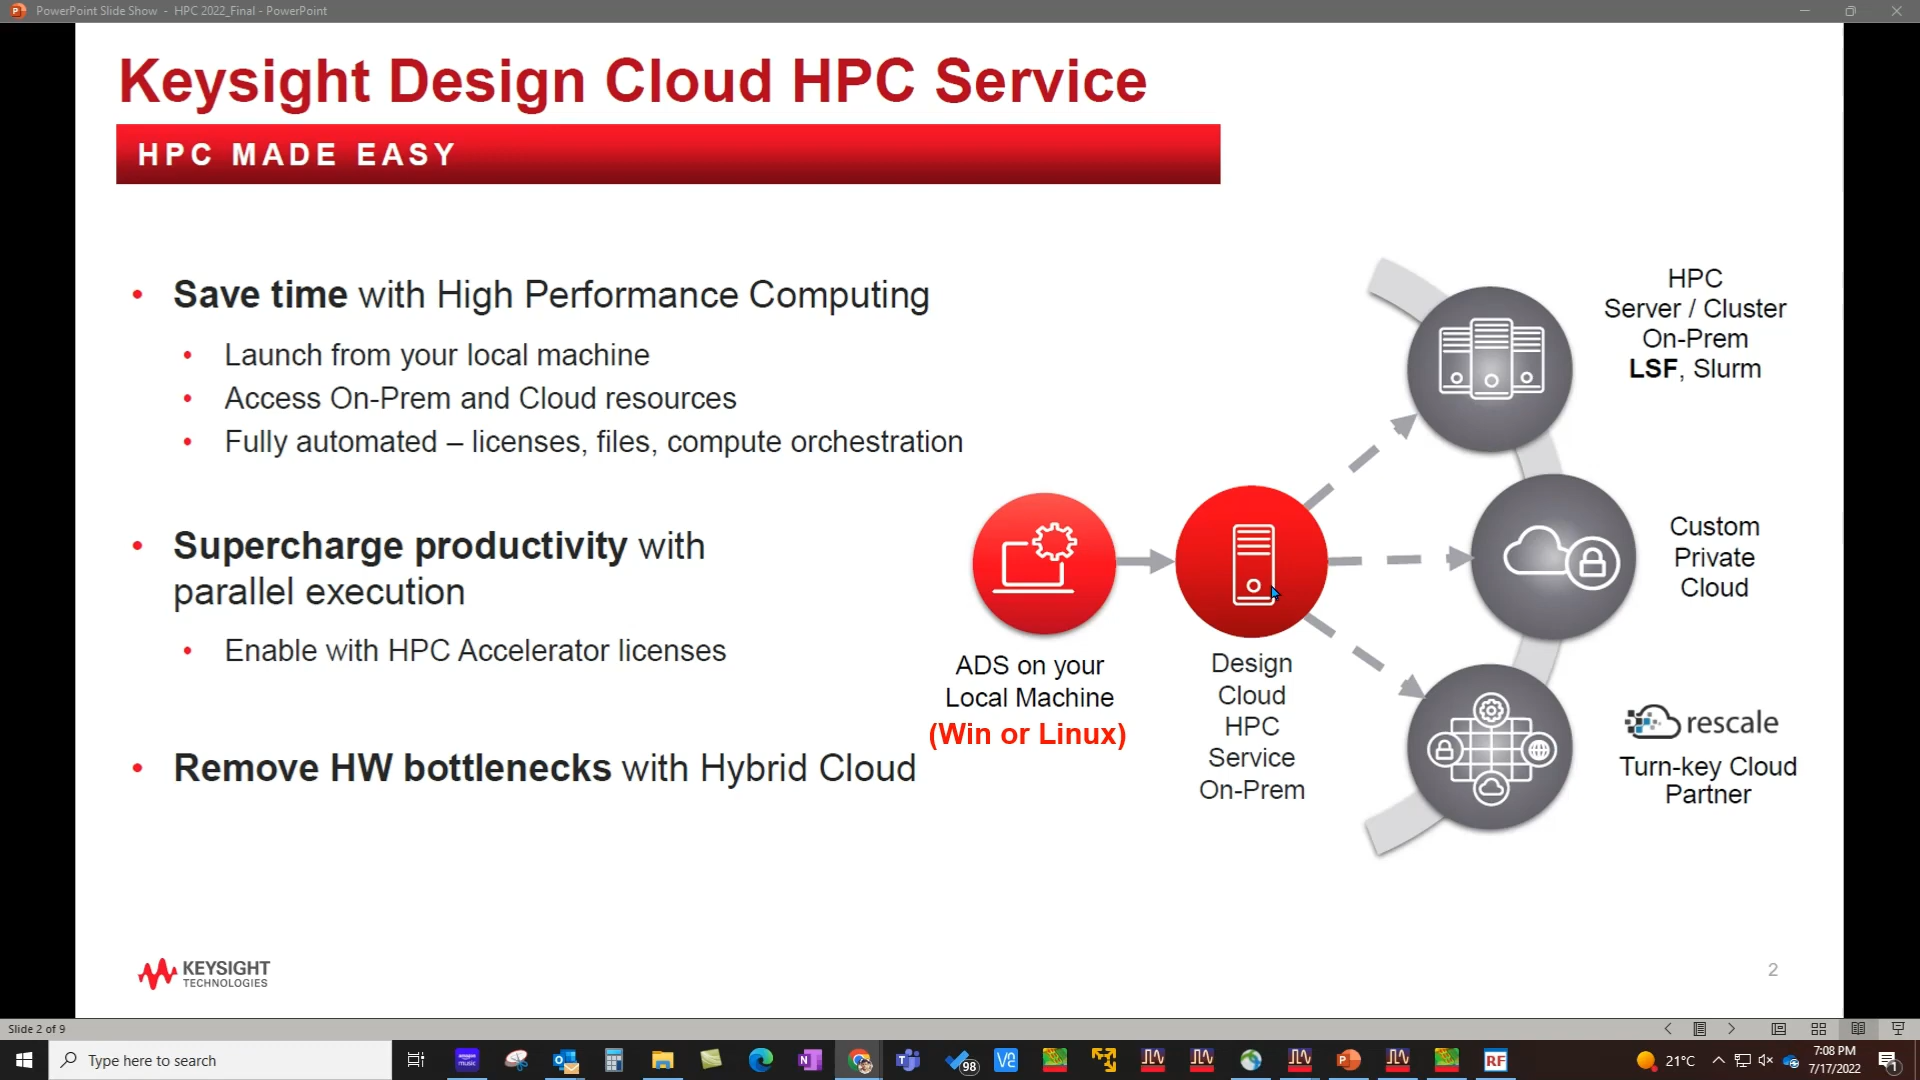 PowerPoint Slide Show - HPC 2022_Final - PowerPoint
Keysight Design Cloud HPC Service
HPC MADE EASY
• Save time with High Performance Computing
• Launch from your local machine
• Access On-Prem and Cloud resources
• Fully automated – licenses, files, compute orchestration
• Supercharge productivity with
parallel execution
• Enable with HPC Accelerator licenses
• Remove HW bottlenecks with Hybrid Cloud
ADS on your
Local Machine
(Win or Linux)
Design
Cloud
HPC
Service
On-Prem
HPC
Server / Cluster
On-Prem
LSF, Slurm
Custom
Private
Cloud
rescale
Turn-key Cloud
Partner
KEYSIGHT
TECHNOLOGIES
2
Slide 2 of 9
Type here to search
98
RF
21°C
7:08 PM
7/17/2022
1